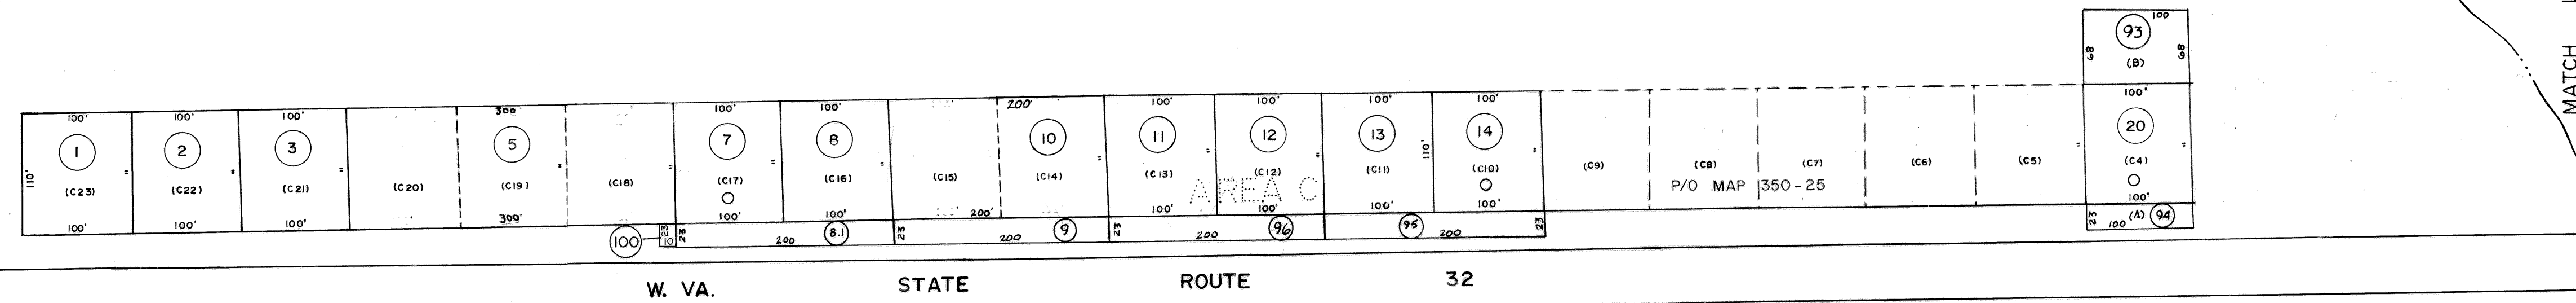 100
93
68
68
(B)
MATCH
100'
100'
100'
300
100'
100'
200'
100'
100'
100'
100'
100'
1
2
3
5
7
8
10
11
12
13
14
20
110'
"
"
"
"
"
"
"
"
"
"
110'
"
"
"
(C23)
(C22)
(C21)
(C20)
(C19)
(C18)
(C17)
(C16)
(C15)
(C14)
(C13)
(C12)
(C11)
(C10)
(C9)
(C8)
(C7)
(C6)
(C5)
(C4)
AREA C
P/O MAP 350-25
100'
100'
100'
300'
100'
100'
200'
100'
100'
100'
100'
100'
100
23
10
23
200
8.1
23
200
9
23
200
96
95
200
23
23
100
(A)
94
W. VA. STATE ROUTE 32